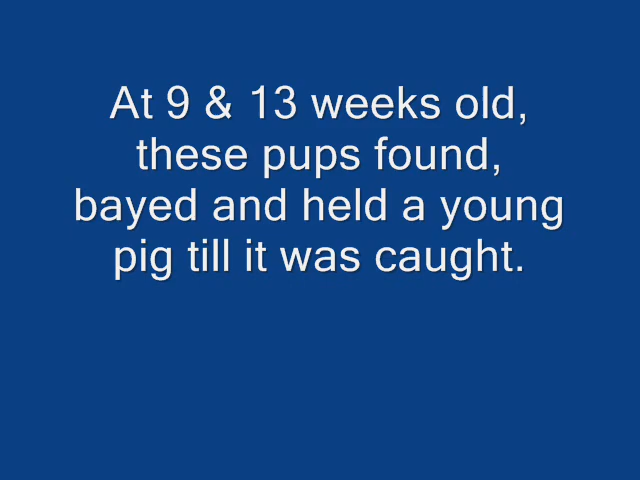 At 9 & 13 weeks old,
these pups found,
bayed and held a young
pig till it was caught.